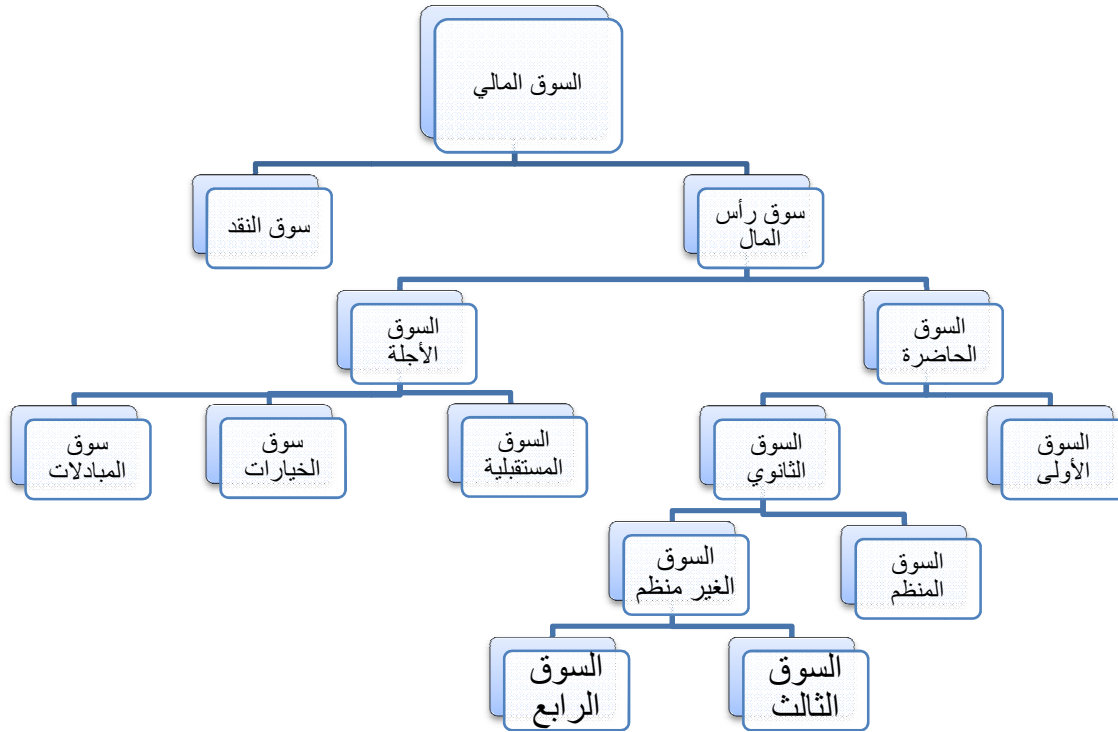 السوق المالي
سوق رأس
المال
سوق النقد
السوق
الحاضرة
السوق
الأجلة
السوق
الأولى
السوق
الثانوي
السوق
المستقبلية
سوق
الخيارات
سوق
المبادلات
السوق
المنظم
السوق
الغير منظم
السوق
الثالث
السوق
الرابع